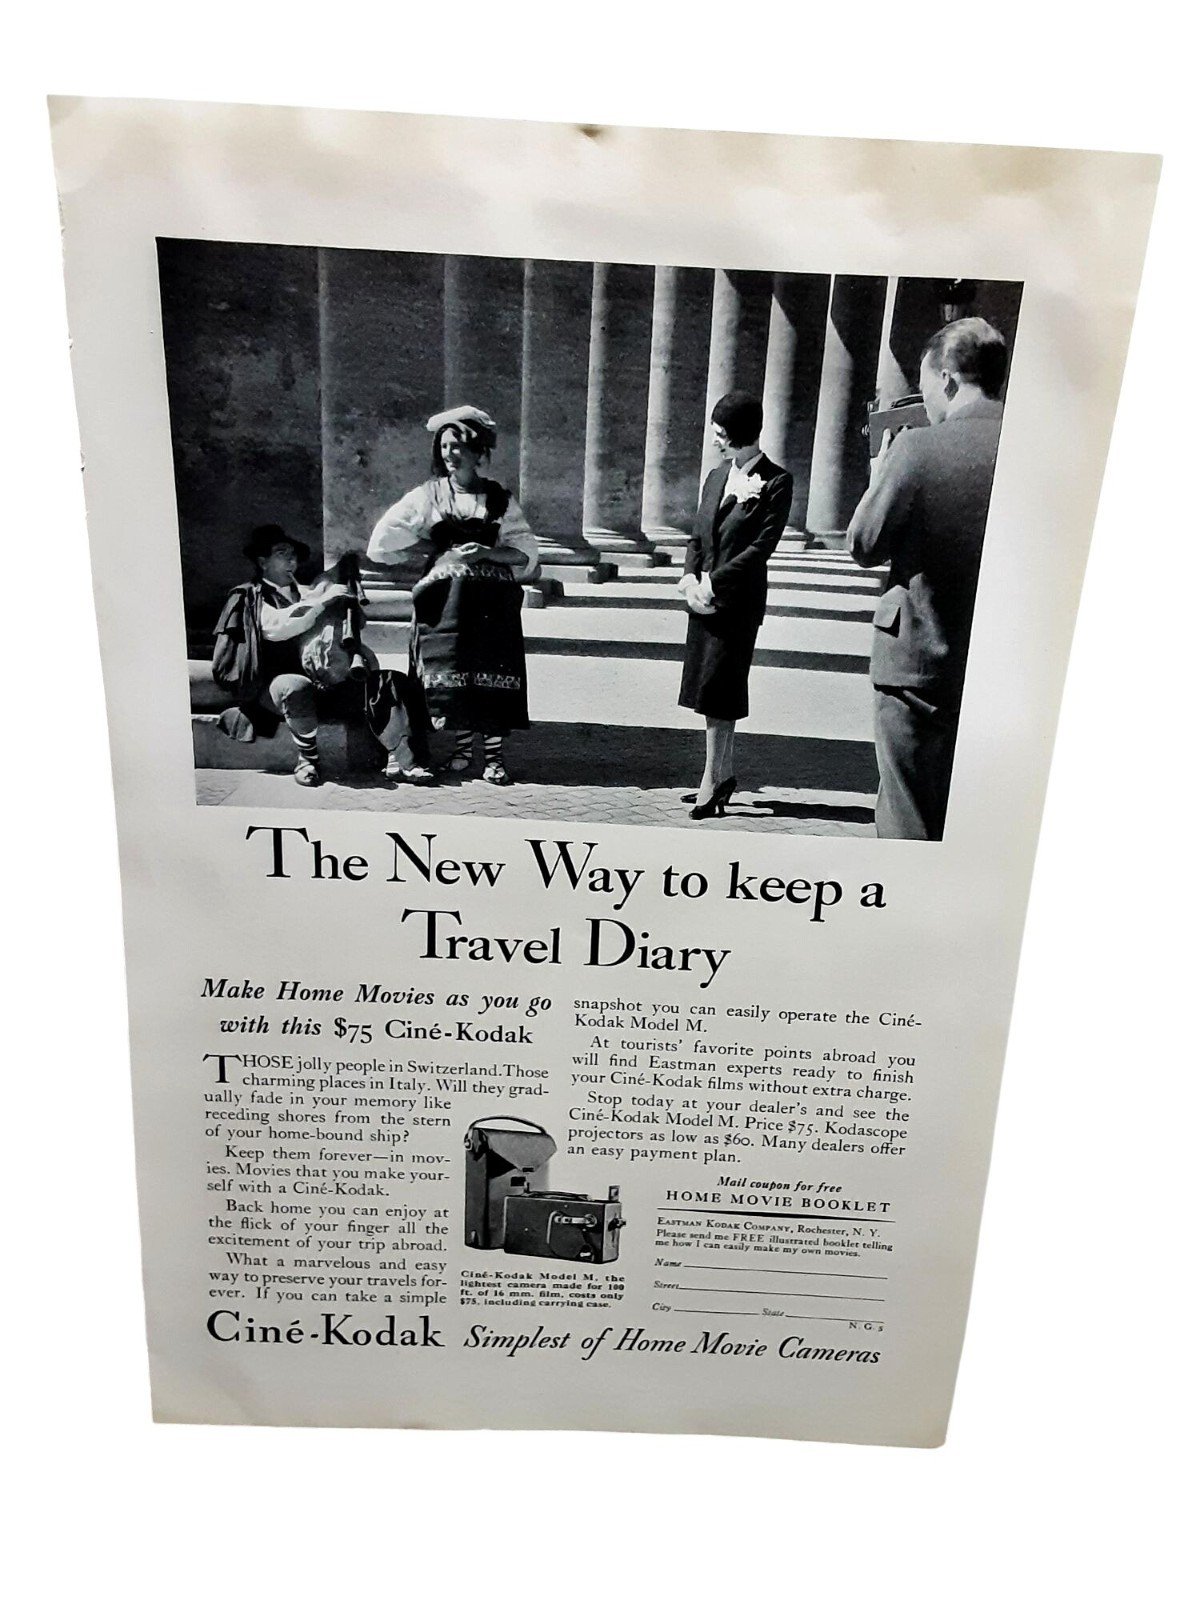 The New Way to keep a
Travel Diary
Make Home Movies as you go
with this $75 Ciné-Kodak
THOSE jolly people in Switzerland. Those
charming places in Italy. Will they grad-
ually fade in your memory like
receding shores from the stern
of your home-bound ship?
Keep them forever—in mov-
ies. Movies that you make your-
self with a Ciné-Kodak.
Back home you can enjoy at
the flick of your finger all the
excitement of your trip abroad.
What a marvelous and easy
way to preserve your travels for-
ever. If you can take a simple
Ciné-Kodak Model M, the
lightest camera made for 100
ft. of 16 mm. film, costs only
$75, including carrying case.
snapshot you can easily operate the Ciné-
Kodak Model M.
At tourists' favorite points abroad you
will find Eastman experts ready to finish
your Ciné-Kodak films without extra charge.
Stop today at your dealer's and see the
Ciné-Kodak Model M. Price $75. Kodascope
projectors as low as $60. Many dealers offer
an easy payment plan.
Mail coupon for free
HOME MOVIE BOOKLET
EASTMAN KODAK COMPANY, Rochester, N. Y.
Please send me FREE illustrated booklet telling
me how I can easily make my own movies.
Name
Street
City State
N. G. 5
Ciné-Kodak Simplest of Home Movie Cameras